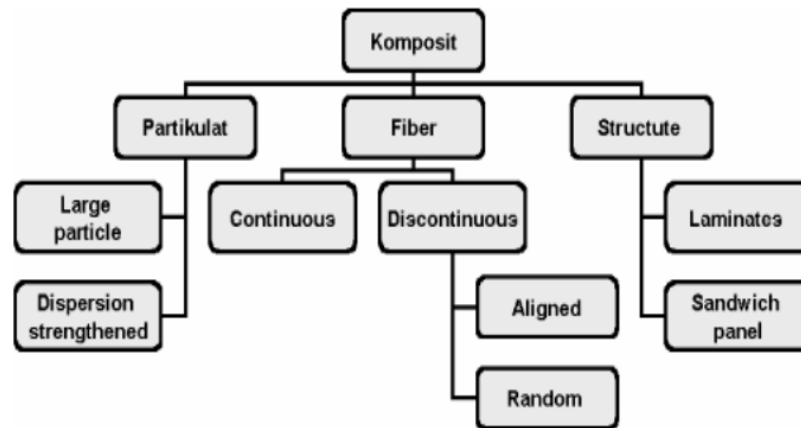 Komposit
Partikulat
Fiber
Structute
Large
particle
Continuous
Discontinuous
Laminates
Dispersion
strengthened
Aligned
Sandwich
panel
Random